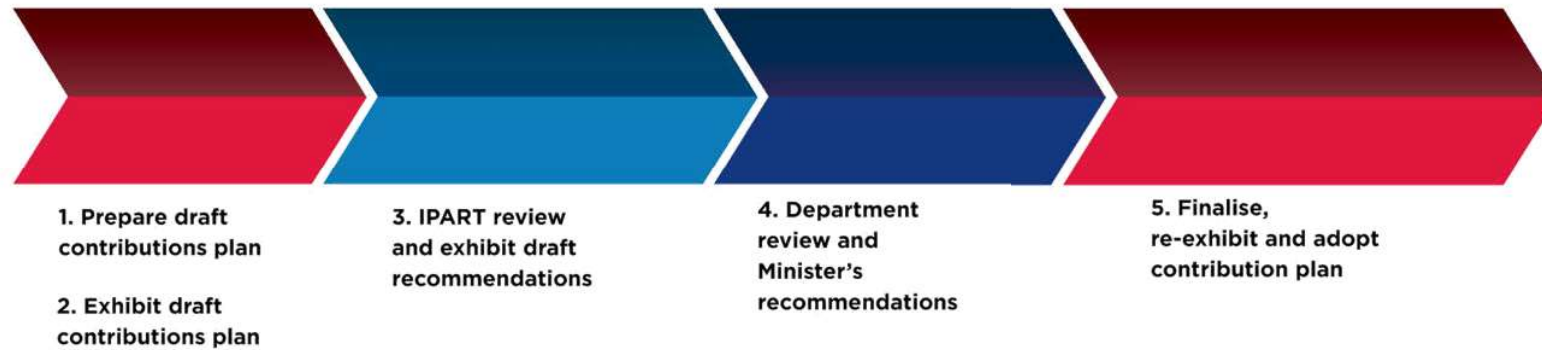 1. Prepare draft
contributions plan
2. Exhibit draft
contributions plan
3. IPART review
and exhibit draft
recommendations
4. Department
review and
Minister's
recommendations
5. Finalise,
re-exhibit and adopt
contribution plan